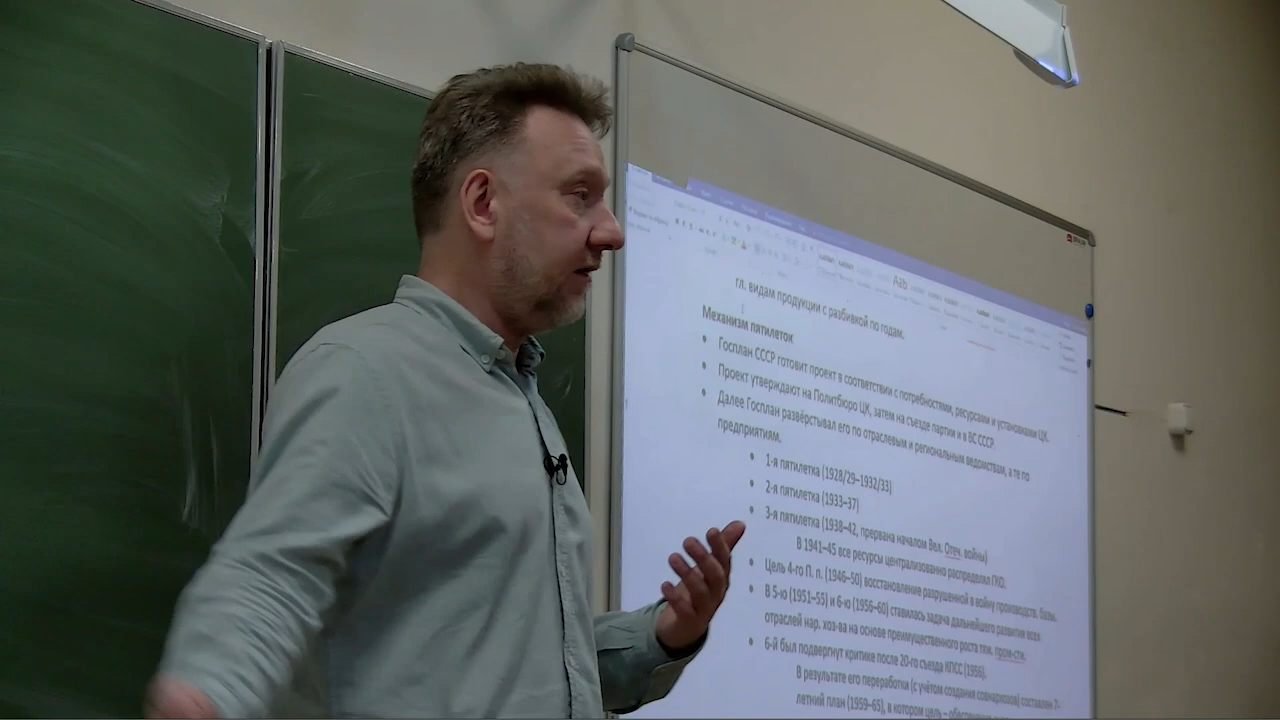 гл. видам продукции с разбивкой по годам.
Механизм пятилеток
• Госплан СССР готовит проект в соответствии с потребностями, ресурсами и установками ЦК.
• Проект утверждают на Политбюро ЦК, затем на съезде партии и в ВС СССР.
• Далее Госплан развёрстывал его по отраслевым и региональным ведомствам, а те по
предприятиям.
• 1-я пятилетка (1928/29–1932/33)
• 2-я пятилетка (1933–37)
• 3-я пятилетка (1938–42, прервана началом Вел. Отеч. войны)
В 1941–45 все ресурсы централизованно распределял ГКО.
• Цель 4-го П. п. (1946–50) восстановление разрушенной в войну производств. базы.
• В 5-ю (1951–55) и 6-ю (1956–60) ставилась задача дальнейшего развития всех
отраслей нар. хоз-ва на основе преимущественного роста тяж. пром-сти.
• 6-й был подвергнут критике после 20-го съезда КПСС (1956).
В результате его переработки (с учётом создания совнархозов) составлен 7-
летний план (1959–65), в котором цель –